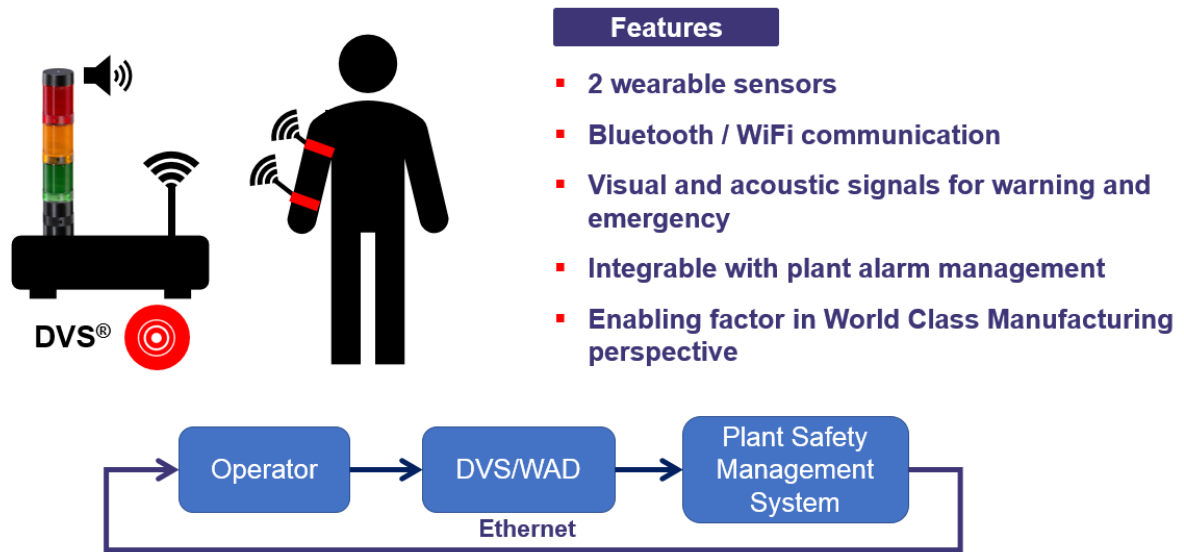 Features
2 wearable sensors
Bluetooth / WiFi communication
Visual and acoustic signals for warning and
emergency
Integrable with plant alarm management
Enabling factor in World Class Manufacturing
perspective
DVS®
Operator
DVS/WAD
Plant Safety
Management
System
Ethernet